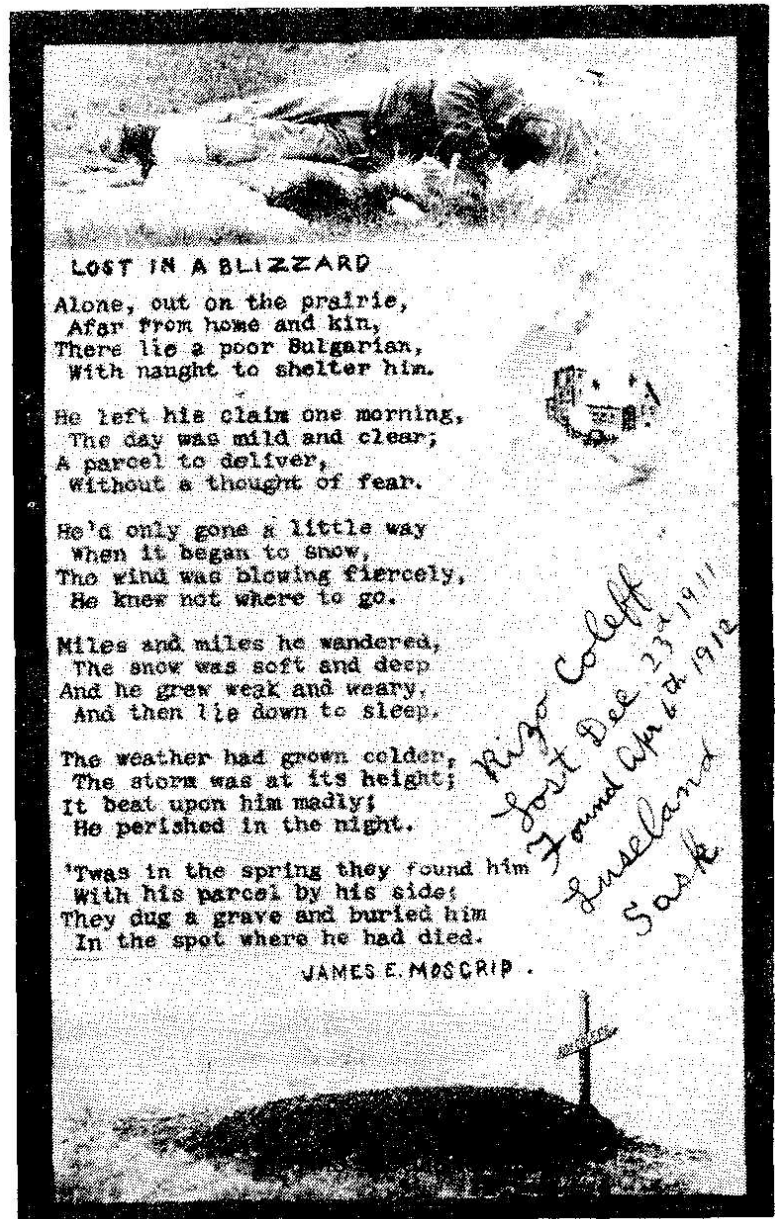 LOST IN A BLIZZARD
Alone, out on the prairie,
Afar from home and kin,
There lie a poor Bulgarian,
With naught to shelter him.
He left his claim one morning,
The day was mild and clear;
A parcel to deliver,
Without a thought of fear.
He'd only gone a little way
When it began to snow,
The wind was blowing fiercely,
He knew not where to go.
Miles and miles he wandered,
The snow was soft and deep
And he grew weak and weary,
And then lie down to sleep.
The weather had grown colder,
The storm was at its height;
It beat upon him madly;
He perished in the night.
'Twas in the spring they found him
With his parcel by his side;
They dug a grave and buried him
In the spot where he had died.
JAMES E. MOSCRIP.
Rizo Coleff
Lost Dec 23rd 1911
Found Apr 6th 1912
Luseland
Sask